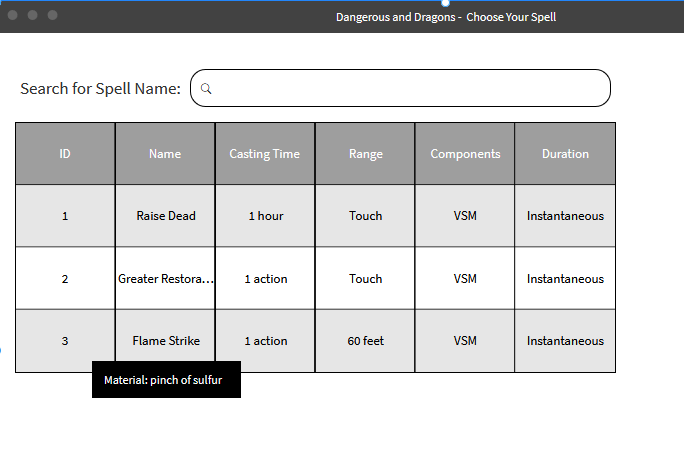 Dangerous and Dragons - Choose Your Spell
Search for Spell Name:
ID Name Casting Time Range Components Duration
1 Raise Dead 1 hour Touch VSM Instantaneous
2 Greater Restora... 1 action Touch VSM Instantaneous
3 Flame Strike 1 action 60 feet VSM Instantaneous
Material: pinch of sulfur